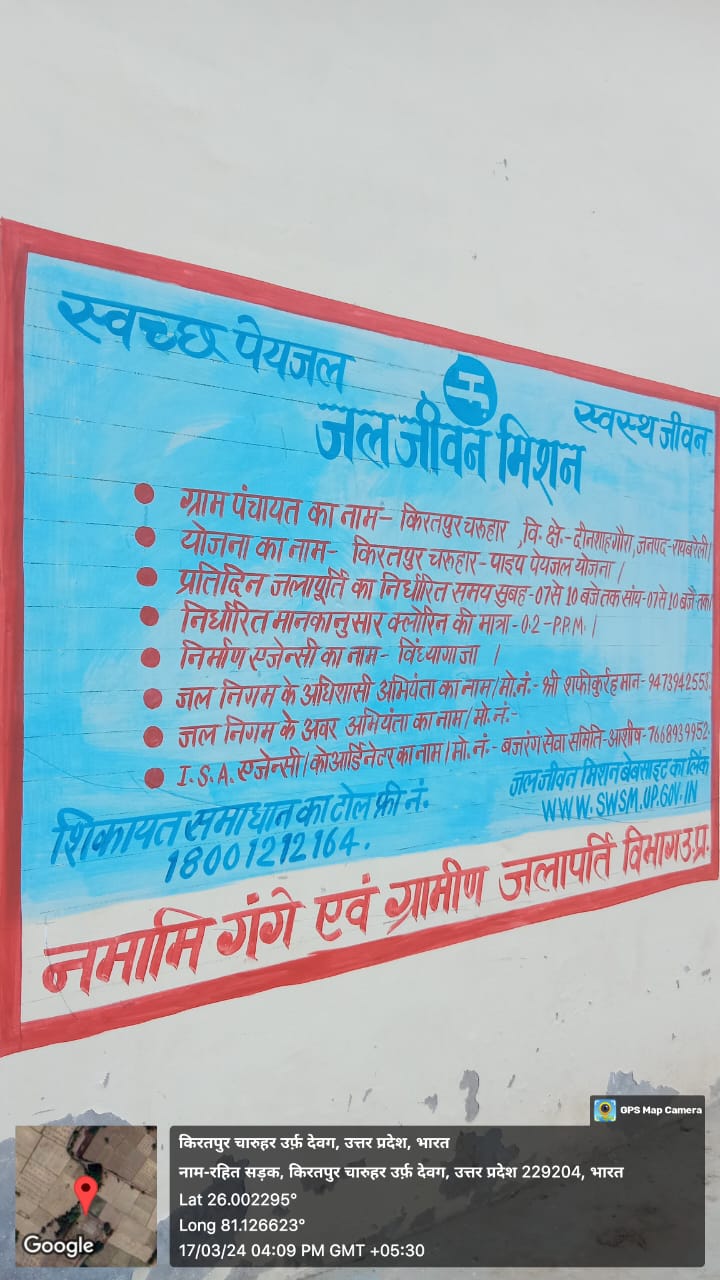 स्वच्छ पेयजल
स्वस्थ जीवन
जल जीवन मिशन
ग्राम पंचायत का नाम- किरतपुर चरुहार ,वि. क्षे.- दीनशाहगौरा, जनपद-रायबरेली।
योजना का नाम- किरतपुर चरुहार-पाइप पेयजल योजना।
प्रतिदिन जलापूर्ति का निर्धारित समय सुबह-07से 10 बजे तक सांय-07से 10 बजे तक।
निर्धारित मानकानुसार क्लोरिन की मात्रा-0.2-P.P.M.।
निर्माण एजेन्सी का नाम- विंध्यागाजा ।
जल निगम के अधिशासी अभियंता का नाम/मो.नं.- श्री शफीकुर्रहमान-9473942553
जल निगम के अवर अभियंता का नाम/मो.नं.-
I.S.A. एजेन्सी/कोआर्डिनेटर का नाम/मो.नं.- बजरंग सेवा समिति-आशीष-7668939952
शिकायत समाधान का टोल फ्री नं.
18001212164.
जल जीवन मिशन बेबसाइट का लिंक
WWW.SWSM.UP.GOV.IN
नमामि गंगे एवं ग्रामीण जलापर्ति विभाग उ.प्र.
GPS Map Camera
किरतपुर चारुहर उर्फ़ देवग, उत्तर प्रदेश, भारत
नाम-रहित सड़क, किरतपुर चारुहर उर्फ़ देवग, उत्तर प्रदेश 229204, भारत
Lat 26.002295°
Long 81.126623°
17/03/24 04:09 PM GMT +05:30
Google